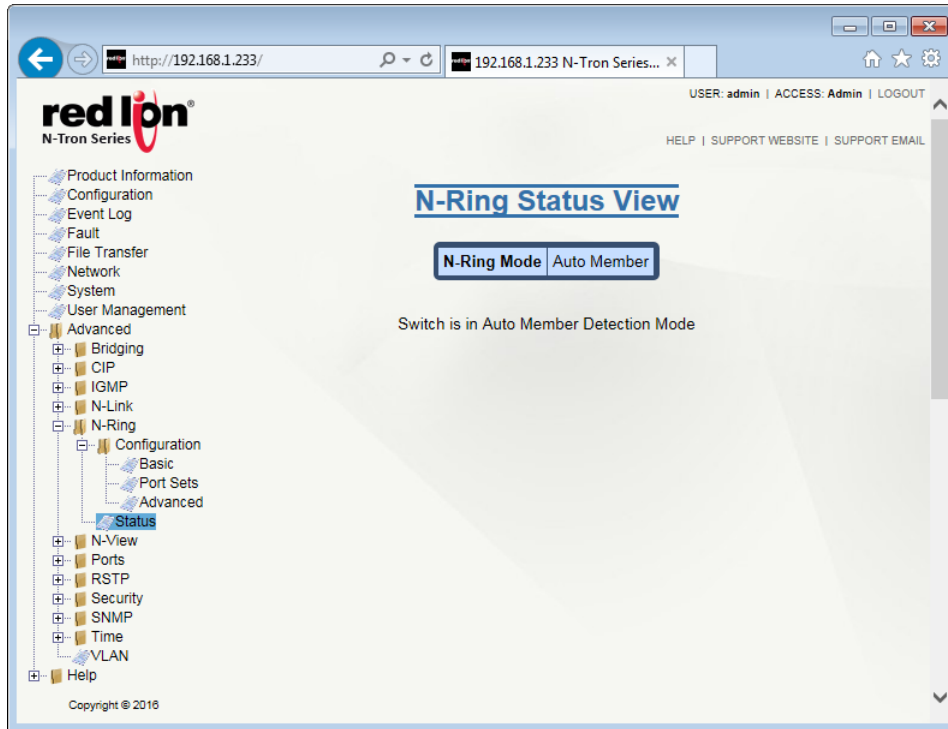 http://192.168.1.233/
192.168.1.233 N-Tron Series...
USER: admin | ACCESS: Admin | LOGOUT
red lion®
N-Tron Series
HELP | SUPPORT WEBSITE | SUPPORT EMAIL
Product Information
Configuration
Event Log
Fault
File Transfer
Network
System
User Management
Advanced
Bridging
CIP
IGMP
N-Link
N-Ring
Configuration
Basic
Port Sets
Advanced
Status
N-View
Ports
RSTP
Security
SNMP
Time
VLAN
Help
Copyright © 2016
N-Ring Status View
N-Ring Mode Auto Member
Switch is in Auto Member Detection Mode